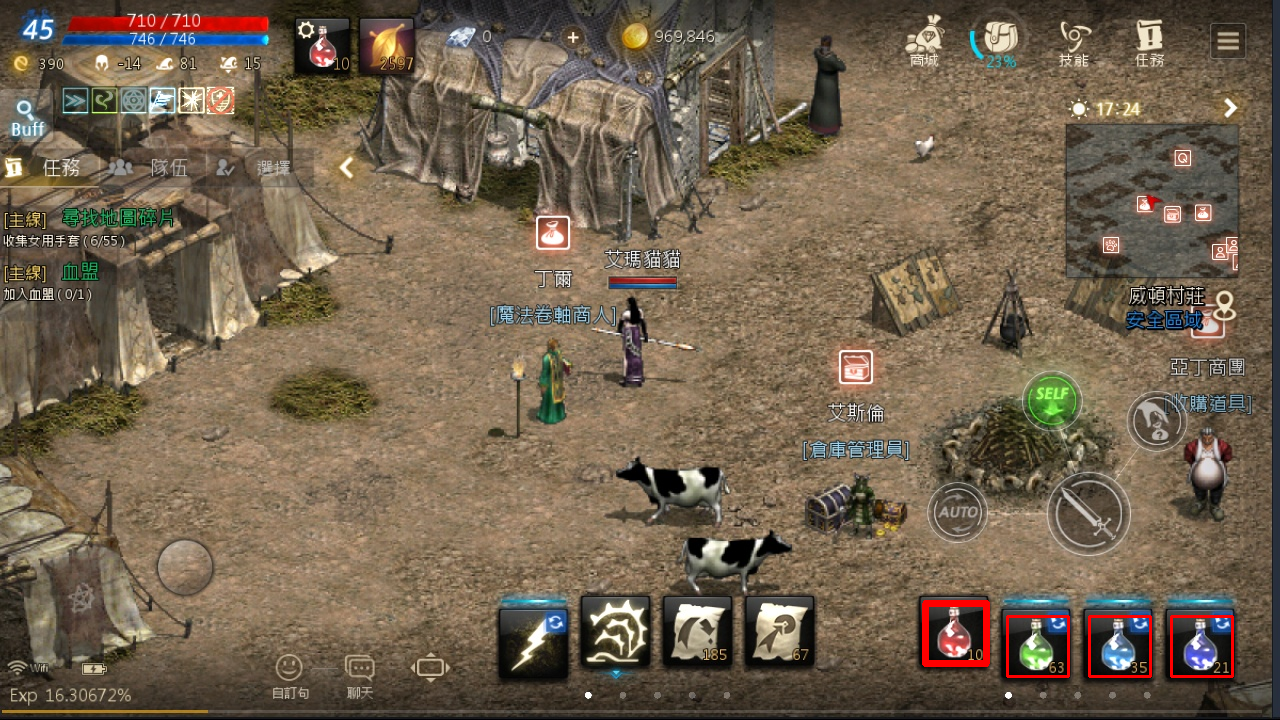 45
710 / 710
746 / 746
390
-14
81
15
10
2597
0
969,846
商城
23%
技能
任務
Buff
17:24
任務
隊伍
選擇
[主線] 尋找地圖碎片
收集女用手套 (6/55)
[主線] 血盟
加入血盟 (0/1)
艾瑪貓貓
丁爾
[魔法卷軸商人]
威頓村莊
安全區域
亞丁商團
[收購道具]
艾斯倫
[倉庫管理員]
SELF
AUTO
185
67
10
63
35
21
Wifi
自訂句
聊天
Exp 16.30672%